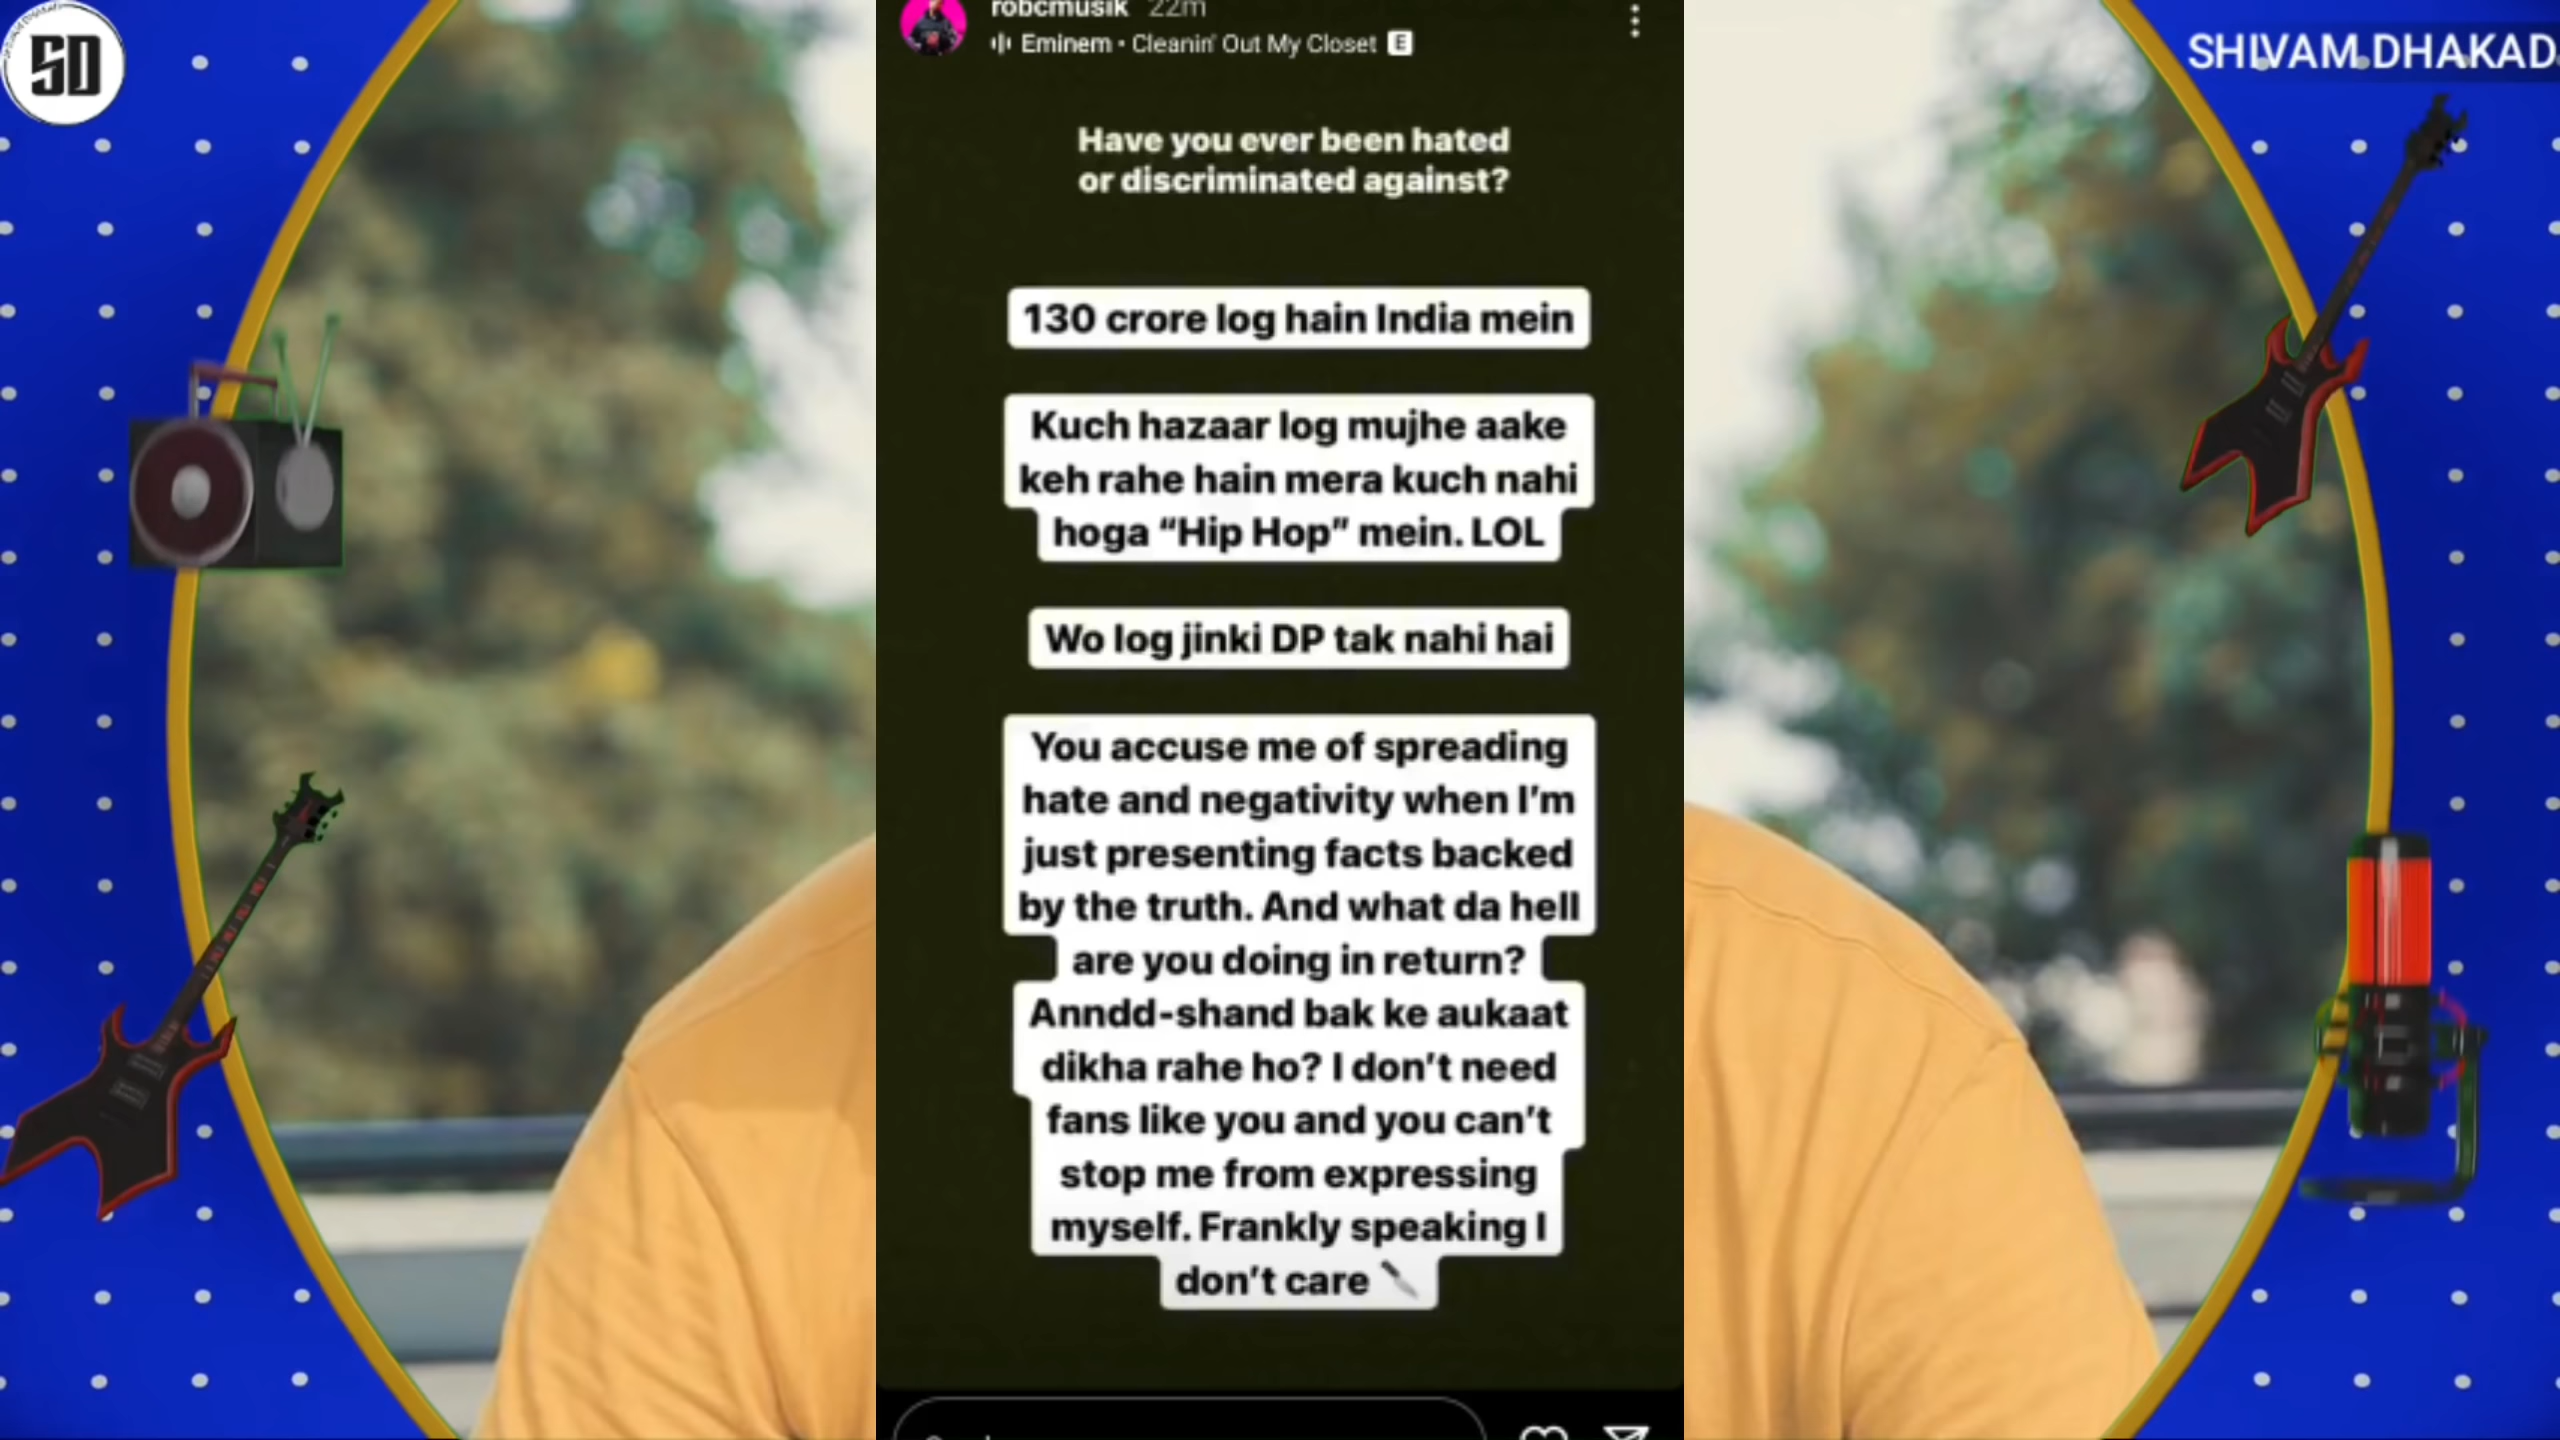 SD
SHIVAM DHAKAD
robcmusik 22m
Eminem • Cleanin' Out My Closet E
Have you ever been hated
or discriminated against?
130 crore log hain India mein
Kuch hazaar log mujhe aake
keh rahe hain mera kuch nahi
hoga “Hip Hop” mein. LOL
Wo log jinki DP tak nahi hai
You accuse me of spreading
hate and negativity when I’m
just presenting facts backed
by the truth. And what da hell
are you doing in return?
Anndd-shand bak ke aukaat
dikha rahe ho? I don’t need
fans like you and you can’t
stop me from expressing
myself. Frankly speaking I
don’t care